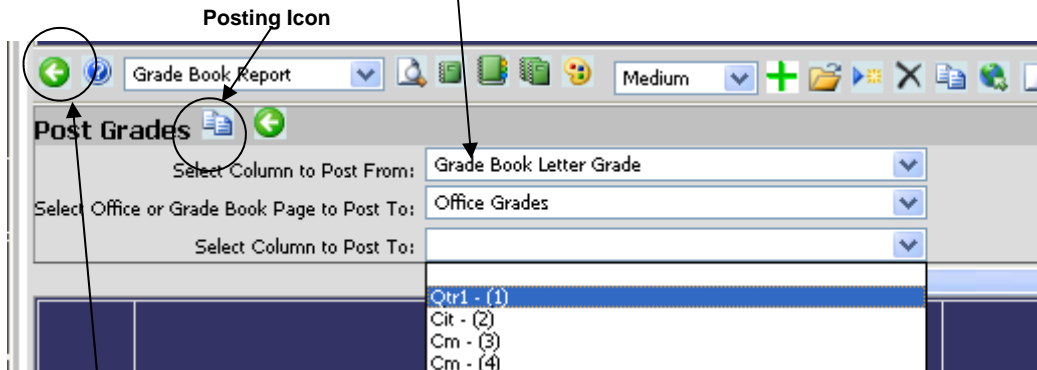 Posting Icon
Grade Book Report
Medium
Post Grades
Select Column to Post From: Grade Book Letter Grade
Select Office or Grade Book Page to Post To: Office Grades
Select Column to Post To:
Qtr1 - (1)
Cit - (2)
Cm - (3)
Cm - (4)